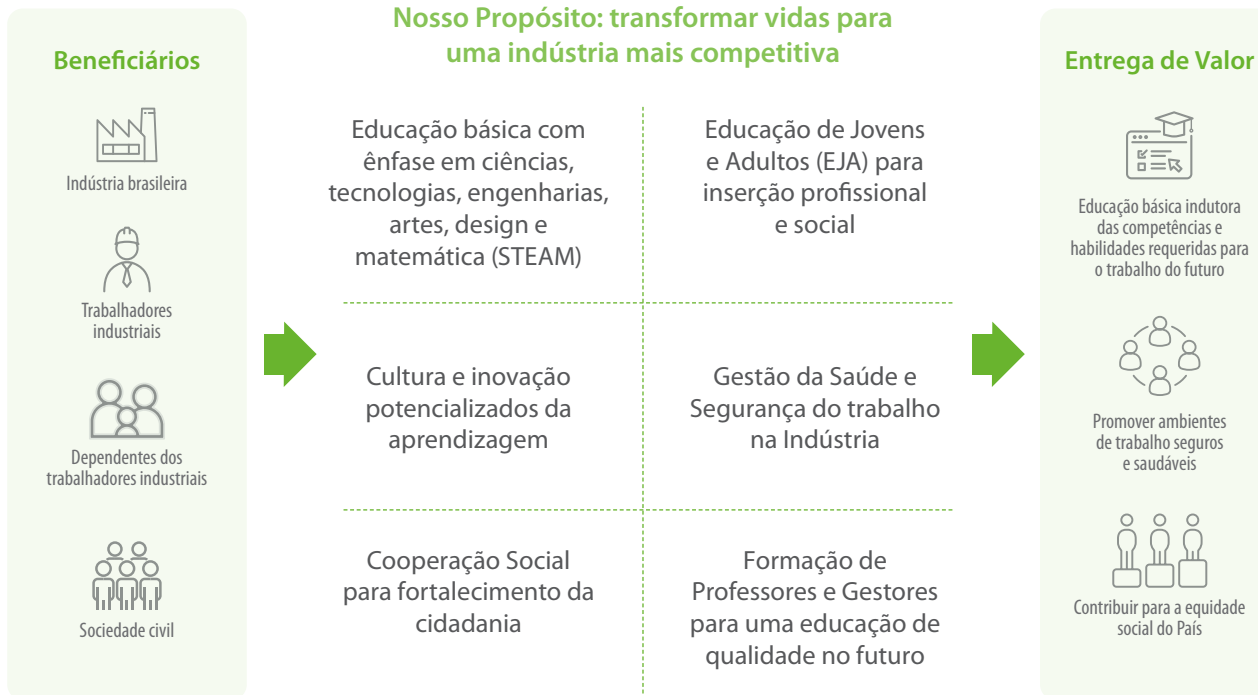 Nosso Propósito: transformar vidas para
uma indústria mais competitiva
Beneficiários
Indústria brasileira
Trabalhadores
industriais
Dependentes dos
trabalhadores industriais
Sociedade civil
Educação básica com
ênfase em ciências,
tecnologias, engenharias,
artes, design e
matemática (STEAM)
Educação de Jovens
e Adultos (EJA) para
inserção profissional
e social
Cultura e inovação
potencializados da
aprendizagem
Gestão da Saúde e
Segurança do trabalho
na Indústria
Cooperação Social
para fortalecimento da
cidadania
Formação de
Professores e Gestores
para uma educação de
qualidade no futuro
Entrega de Valor
Educação básica indutora
das competências e
habilidades requeridas para
o trabalho do futuro
Promover ambientes
de trabalho seguros
e saudáveis
Contribuir para a equidade
social do País